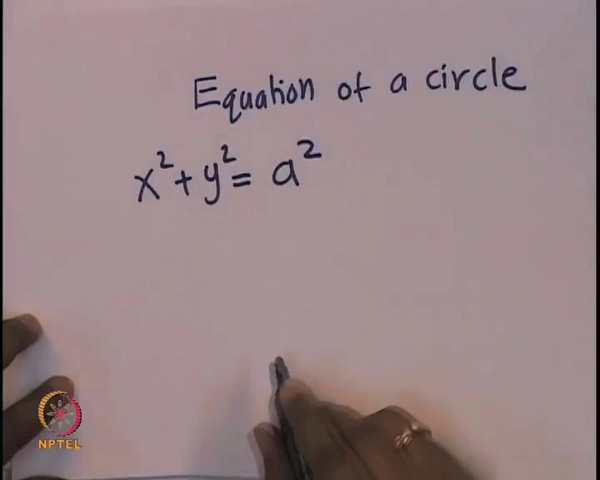 Equation of a circle
x² + y² = a²
NPTEL